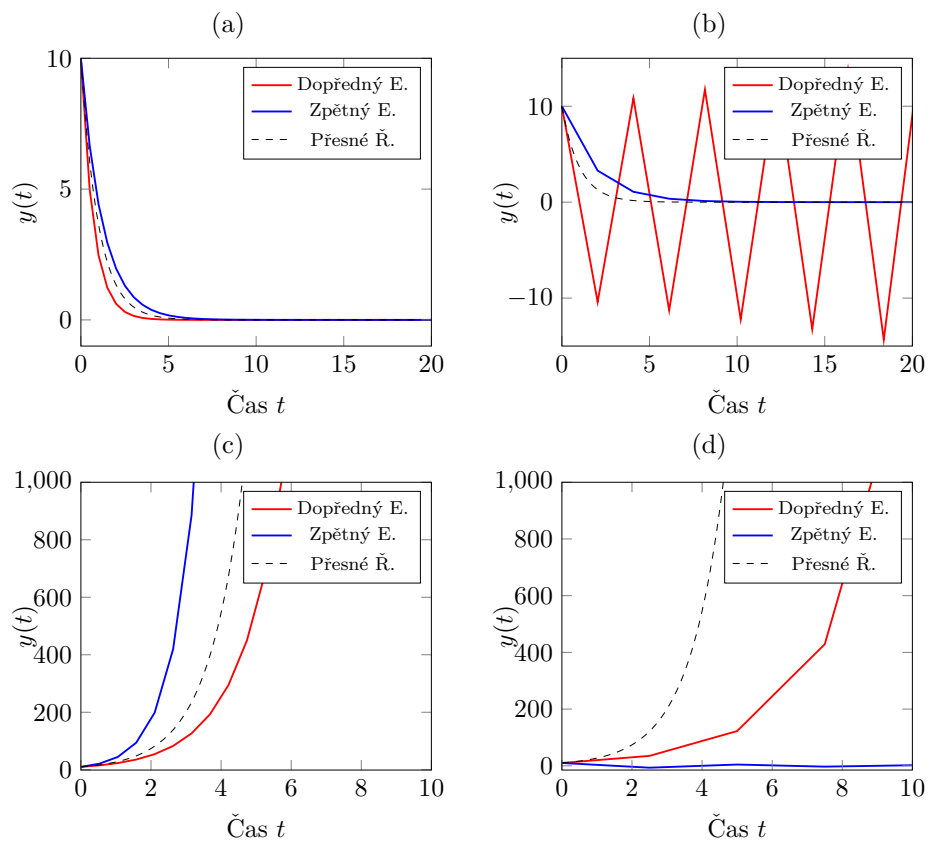 (a)
10
5
0
0 5 10 15 20
y(t)
Čas t
Dopředný E.
Zpětný E.
Přesné Ř.
(b)
10
0
−10
0 5 10 15 20
y(t)
Čas t
Dopředný E.
Zpětný E.
Přesné Ř.
(c)
1,000
800
600
400
200
0
0 2 4 6 8 10
y(t)
Čas t
Dopředný E.
Zpětný E.
Přesné Ř.
(d)
1,000
800
600
400
200
0
0 2 4 6 8 10
y(t)
Čas t
Dopředný E.
Zpětný E.
Přesné Ř.